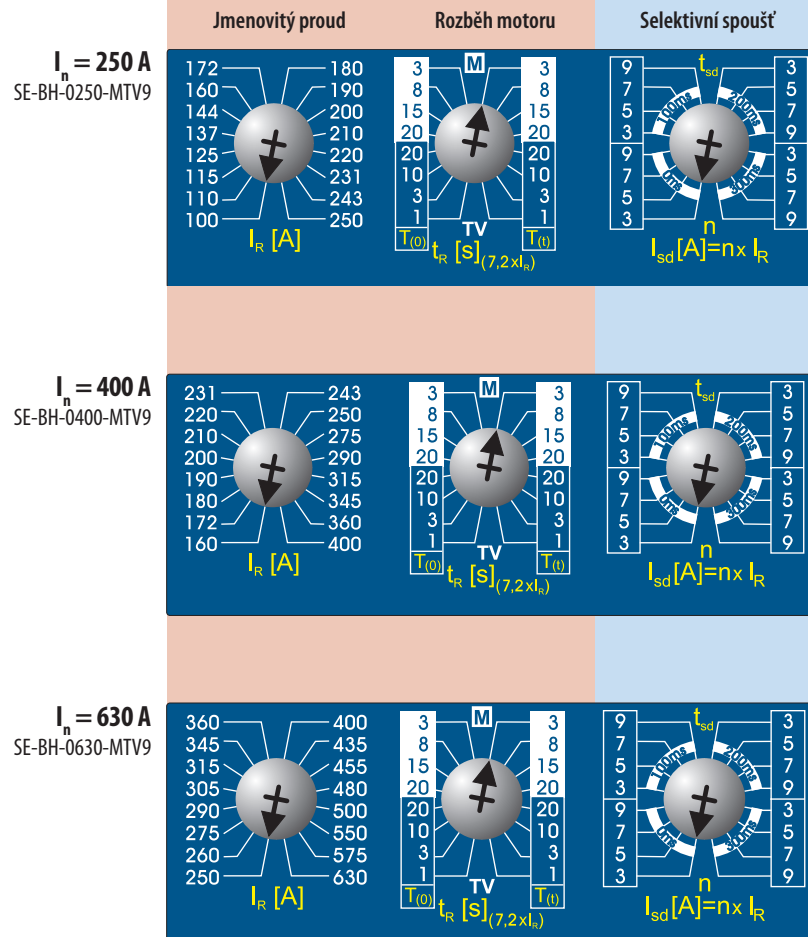 Jmenovitý proud Rozběh motoru Selektivní spoušť
In = 250 A
SE-BH-0250-MTV9
172 180 3 M 3 9 tsd 3
160 190 8 8 7 5
144 200 15 15 5 7
137 210 20 20 3 9
100ms 200ms
125 220 20 20 9 3
115 231 10 10 7 5
110 243 3 3 5 7
0ms 300ms
100 250 1 1 3 9
IR [A] T(0) TV T(t) n
tR [s](7,2xIR) Isd[A]=nx IR
In = 400 A
SE-BH-0400-MTV9
231 243 3 M 3 9 tsd 3
220 250 8 8 7 5
210 275 15 15 5 7
200 290 20 20 3 9
100ms 200ms
190 315 20 20 9 3
180 345 10 10 7 5
172 360 3 3 5 7
0ms 300ms
160 400 1 1 3 9
IR [A] T(0) TV T(t) n
tR [s](7,2xIR) Isd[A]=nx IR
In = 630 A
SE-BH-0630-MTV9
360 400 3 M 3 9 tsd 3
345 435 8 8 7 5
315 455 15 15 5 7
305 480 20 20 3 9
100ms 200ms
290 500 20 20 9 3
275 550 10 10 7 5
260 575 3 3 5 7
0ms 300ms
250 630 1 1 3 9
IR [A] T(0) TV T(t) n
tR [s](7,2xIR) Isd[A]=nx IR